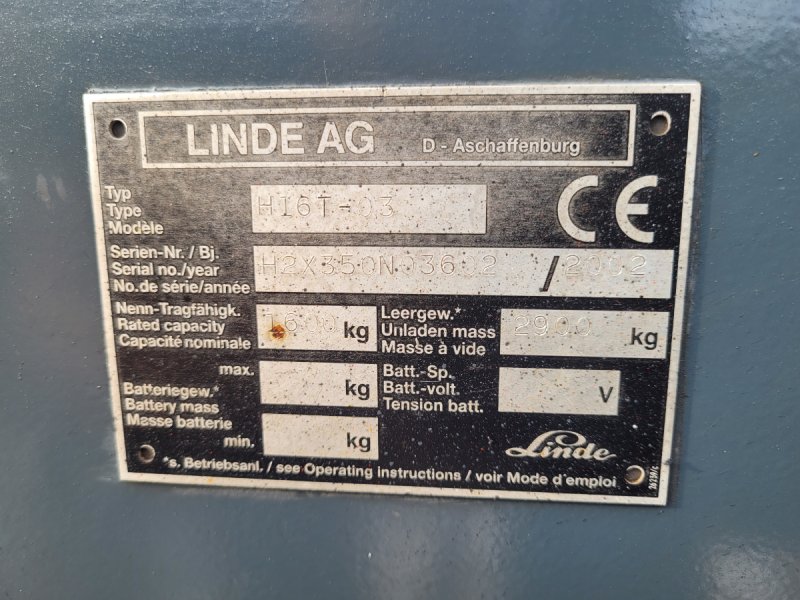 LINDE AG D - Aschaffenburg
Typ
Type
Modèle
H16T-03
CE
Serien-Nr. / Bj.
Serial no./year
No.de série/année
H2X350N03602 / 2002
Nenn-Tragfähigk.
Rated capacity
Capacité nominale
1600 kg
Leergew.*
Unladen mass
Masse à vide
2900 kg
max. kg
Batteriegew.*
Battery mass
Masse batterie
min. kg
Batt.-Sp.
Batt.-volt.
Tension batt.
V
Linde
*s. Betriebsanl. / see Operating instructions / voir Mode d'emploi